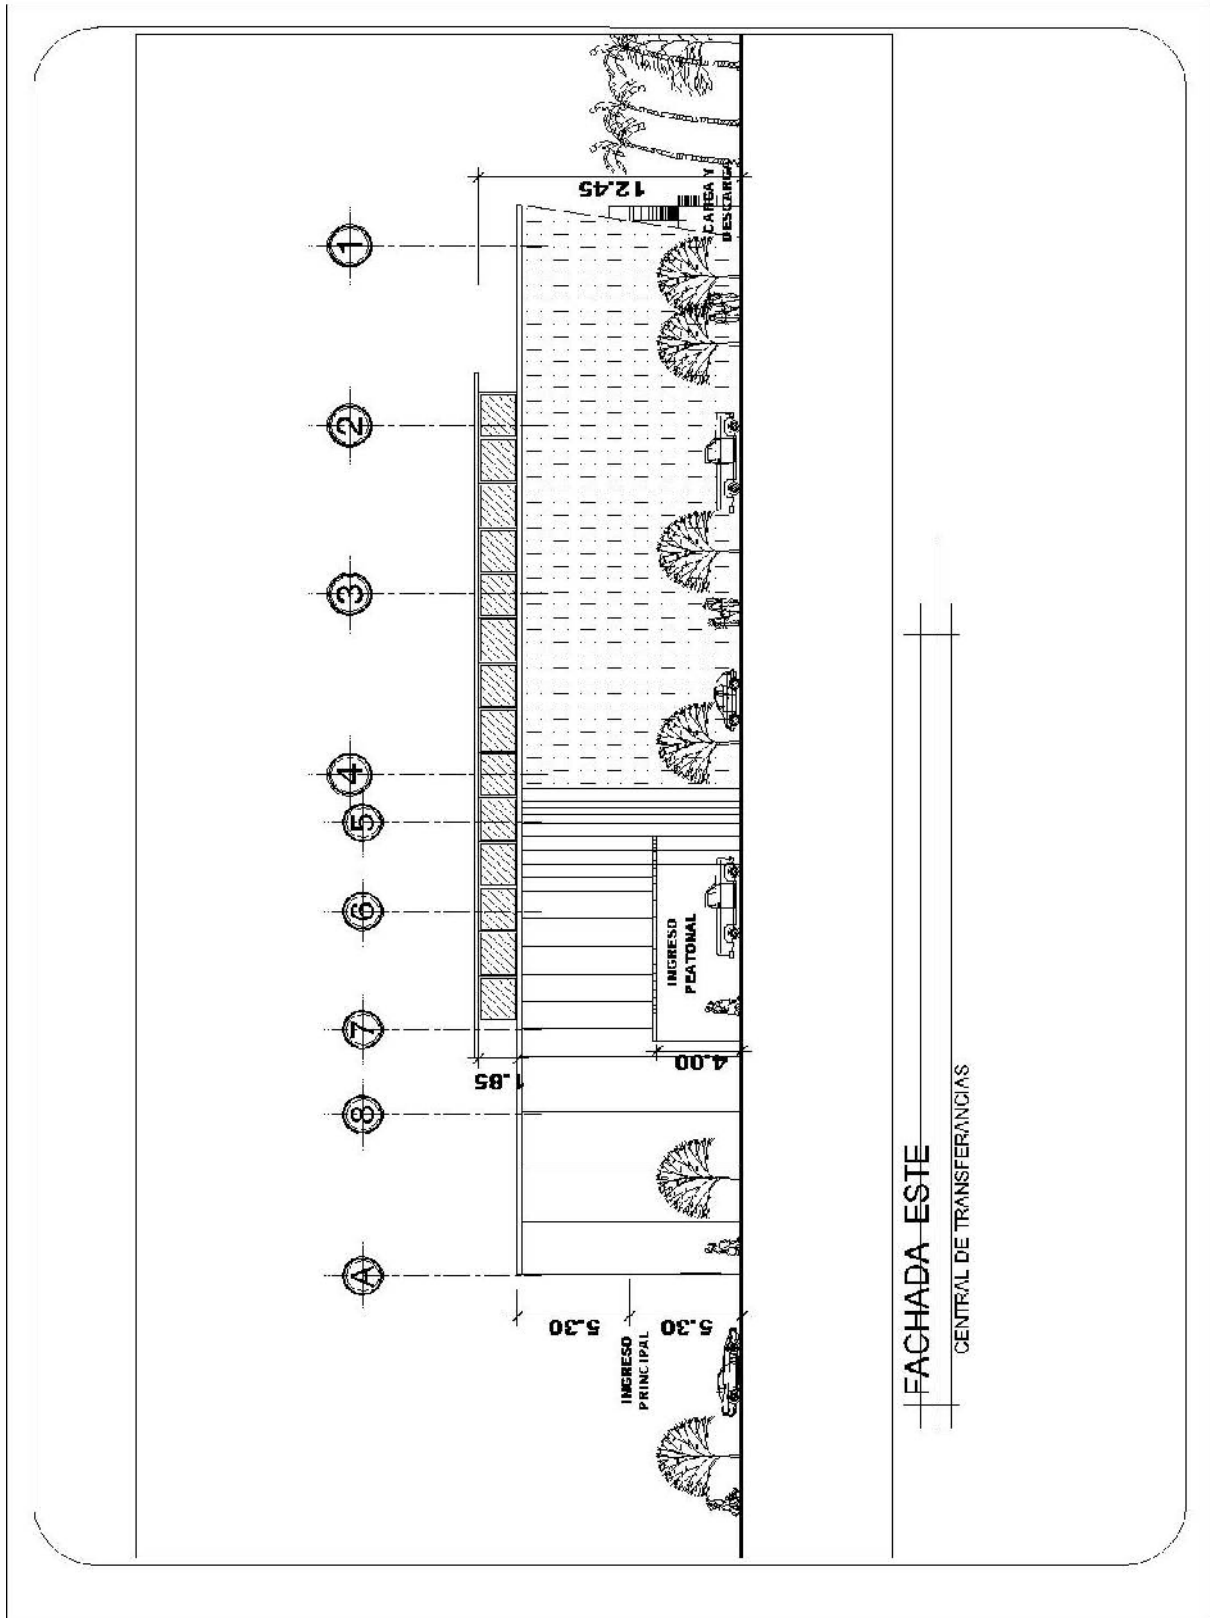 A
8
7
6
5
4
3
2
1
1.85
12.45
5.30
5.30
4.00
INGRESO
PRINCIPAL
INGRESO
PEATONAL
CARGA Y
DESCARGA
FACHADA ESTE
CENTRAL DE TRANSFERANCIAS